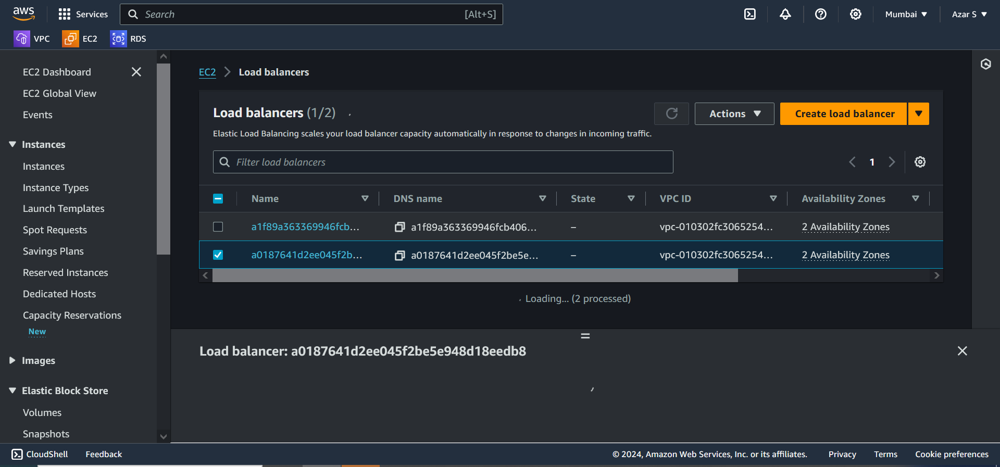 aws
Services
Search
[Alt+S]
Mumbai
Azar S
VPC
EC2
RDS
EC2 Dashboard
EC2 Global View
Events
Instances
Instances
Instance Types
Launch Templates
Spot Requests
Savings Plans
Reserved Instances
Dedicated Hosts
Capacity Reservations
New
Images
Elastic Block Store
Volumes
Snapshots
EC2
Load balancers
Load balancers (1/2)
Actions
Create load balancer
Elastic Load Balancing scales your load balancer capacity automatically in response to changes in incoming traffic.
Filter load balancers
1
Name DNS name State VPC ID Availability Zones
a1f89a363369946fcb... a1f89a363369946fcb406... – vpc-010302fc3065254... 2 Availability Zones
a0187641d2ee045f2b... a0187641d2ee045f2be5e... – vpc-010302fc3065254... 2 Availability Zones
Loading... (2 processed)
Load balancer: a0187641d2ee045f2be5e948d18eedb8
CloudShell
Feedback
© 2024, Amazon Web Services, Inc. or its affiliates.
Privacy
Terms
Cookie preferences